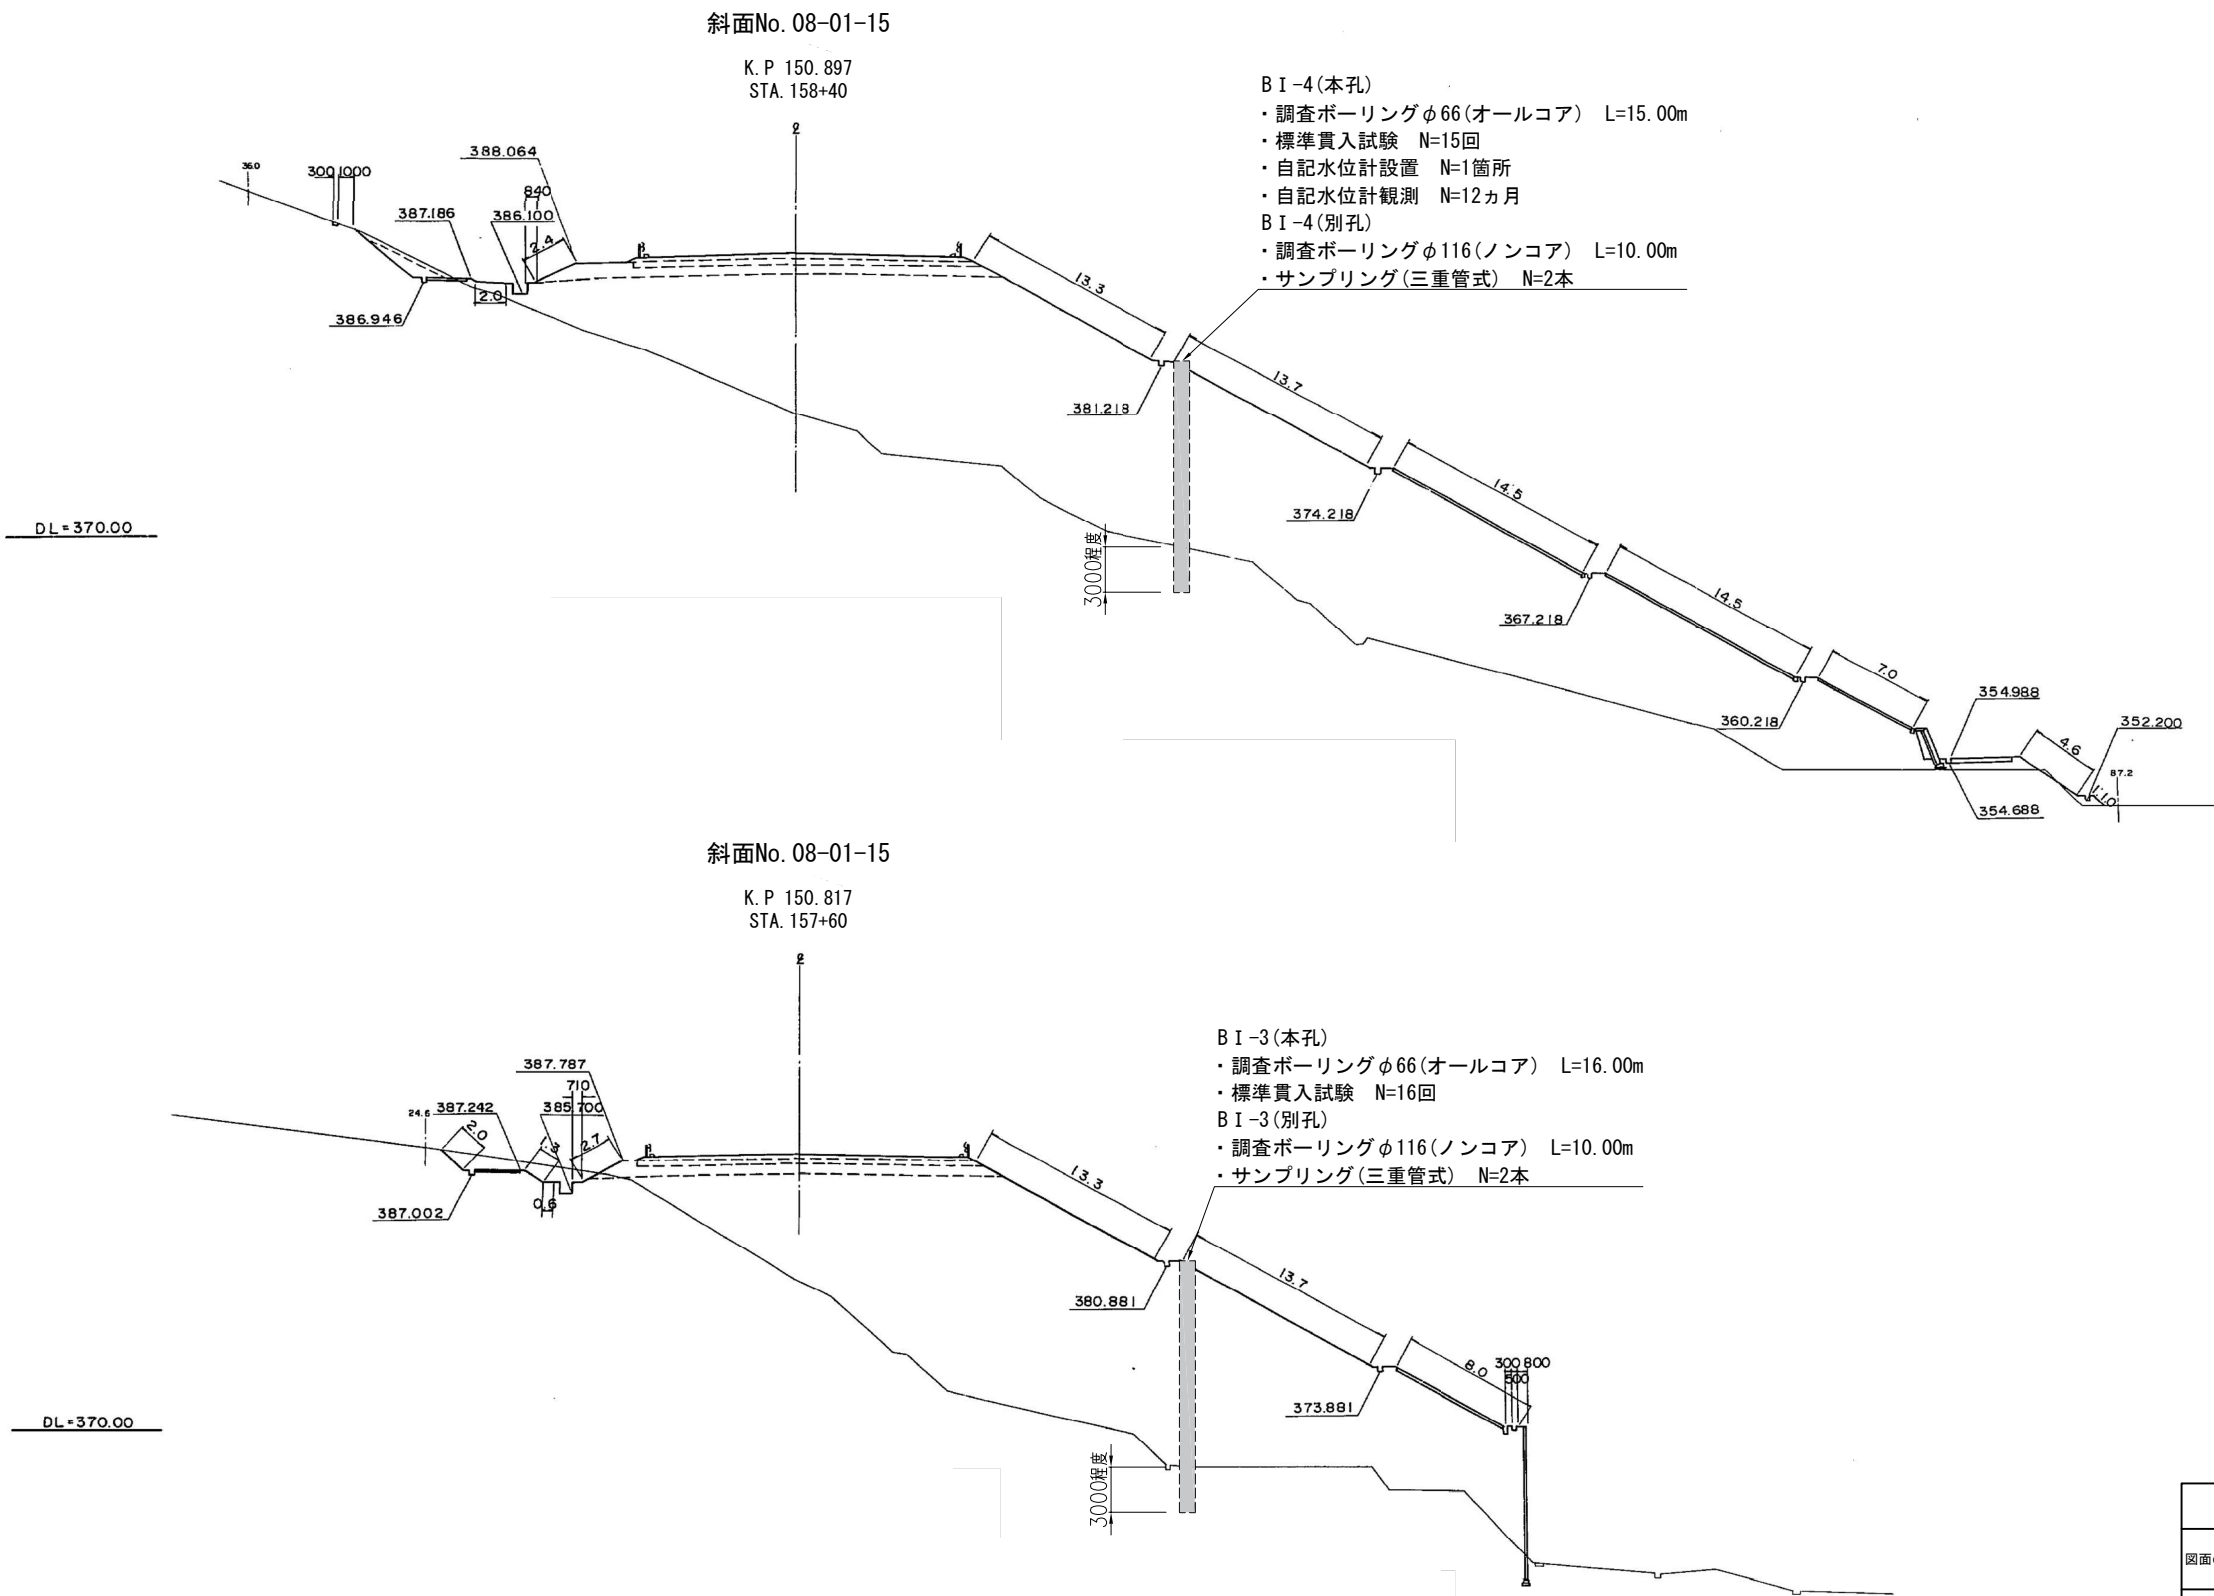 斜面No.08-01-15
K.P 150.897
STA.158+40
BⅠ-4(本孔)
・調査ボーリングφ66(オールコア) L=15.00m
・標準貫入試験 N=15回
・自記水位計設置 N=1箇所
・自記水位計観測 N=12ヵ月
BⅠ-4(別孔)
・調査ボーリングφ116(ノンコア) L=10.00m
・サンプリング(三重管式) N=2本
36.0
300 1000
388.064
840
387.186
386.100
2.4
2.0
386.946
13.3
13.7
381.218
14.5
374.218
DL=370.00
3000程度
14.5
367.218
7.0
360.218
354.988
352.200
4.6
87.2
1.10
354.688
斜面No.08-01-15
K.P 150.817
STA.157+60
BⅠ-3(本孔)
・調査ボーリングφ66(オールコア) L=16.00m
・標準貫入試験 N=16回
BⅠ-3(別孔)
・調査ボーリングφ116(ノンコア) L=10.00m
・サンプリング(三重管式) N=2本
387.787
710
24.6
387.242
385.700
2.0
2.7
0.6
387.002
13.3
13.7
380.881
8.0
300 800
500
373.881
DL=370.00
3000程度
図面